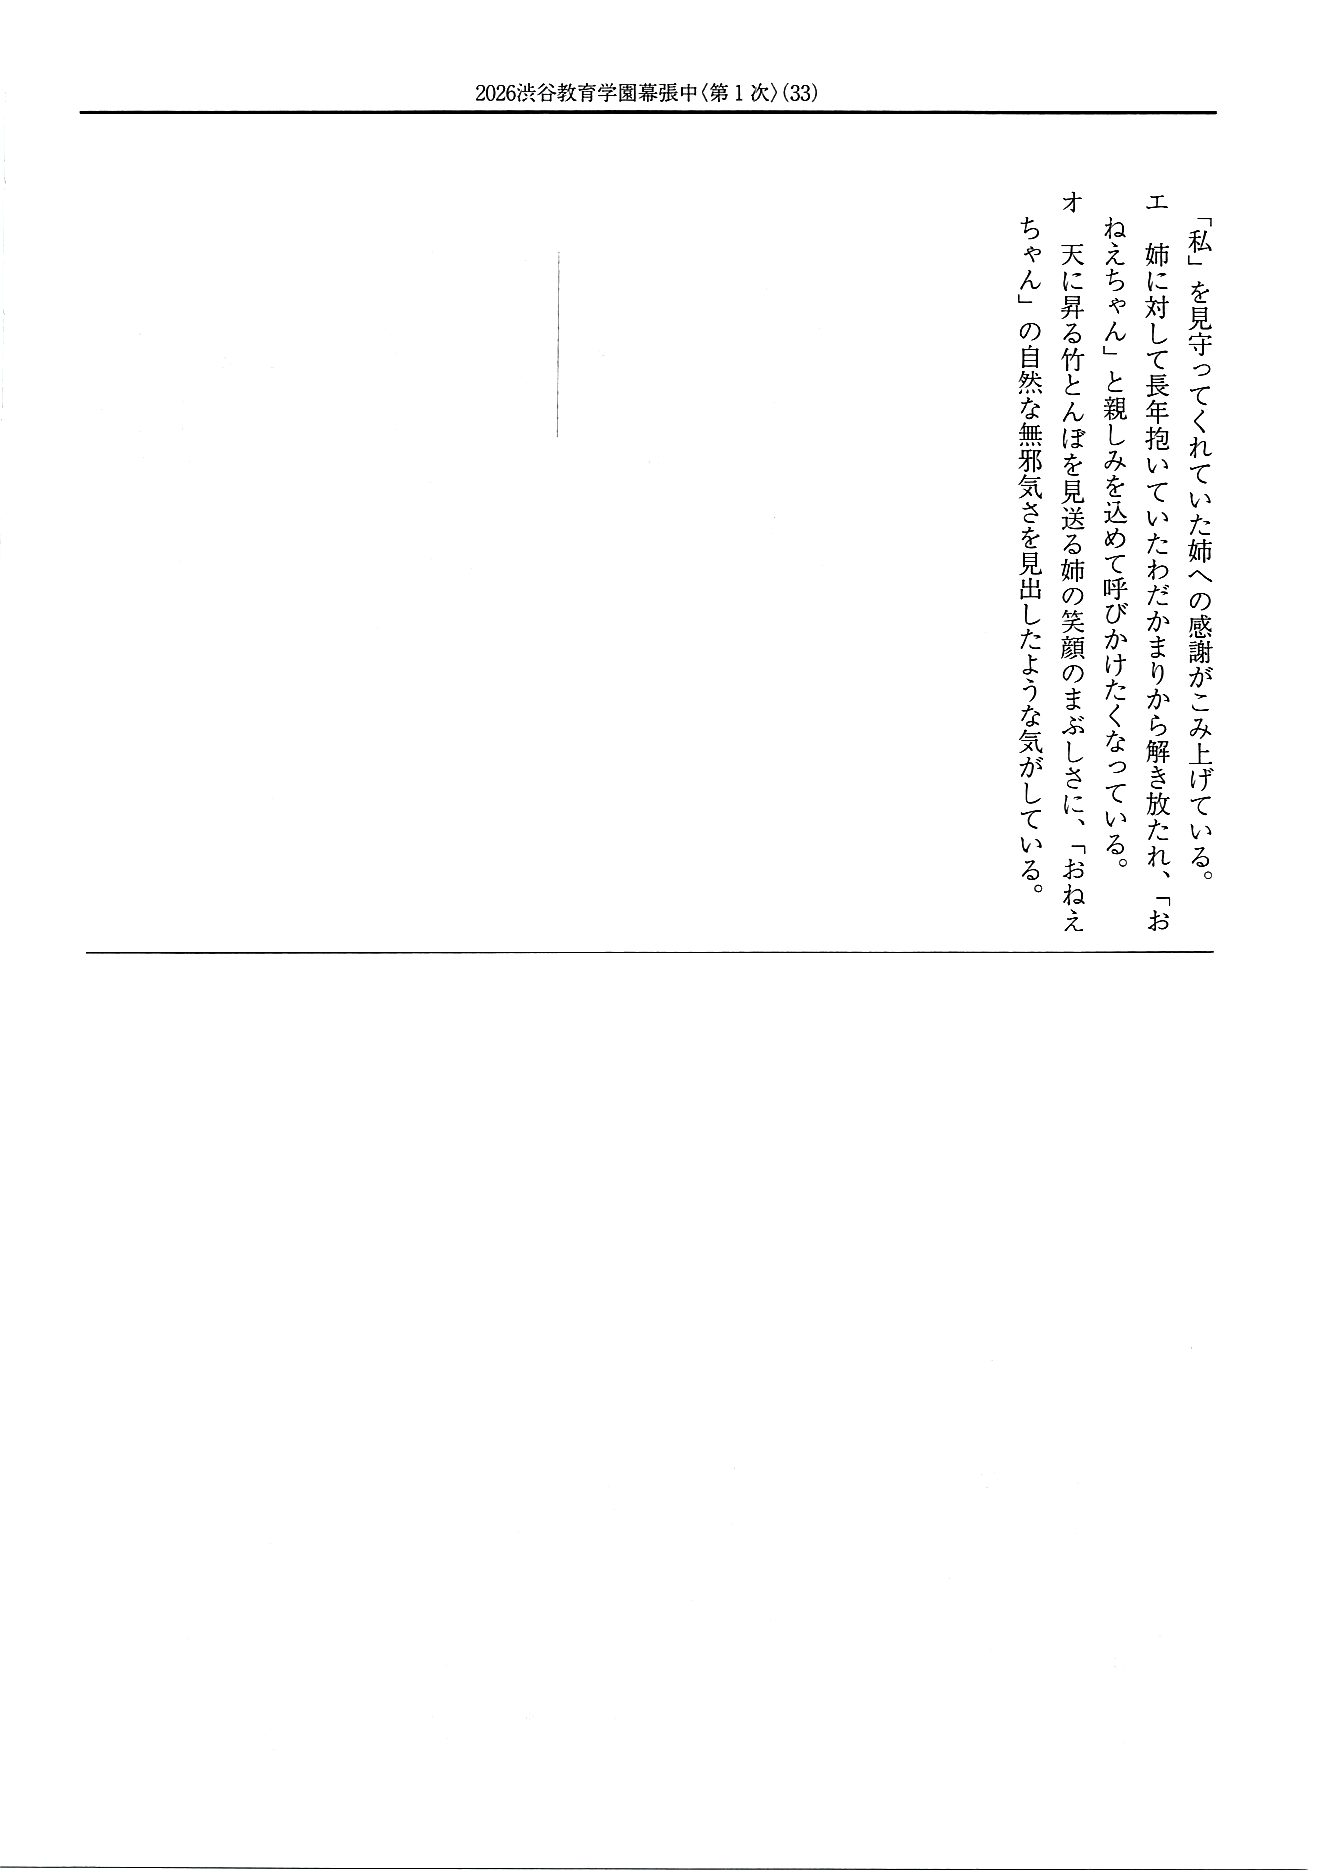 2026渋谷教育学園幕張中〈第1次〉(33)
「私」を見守ってくれていた姉への感謝がこみ上げている。
エ　姉に対して長年抱いていたわだかまりから解き放たれ、「お
ねえちゃん」と親しみを込めて呼びかけたくなっている。
オ　天に昇る竹とんぼを見送る姉の笑顔のまぶしさに、「おねえ
ちゃん」の自然な無邪気さを見出したような気がしている。